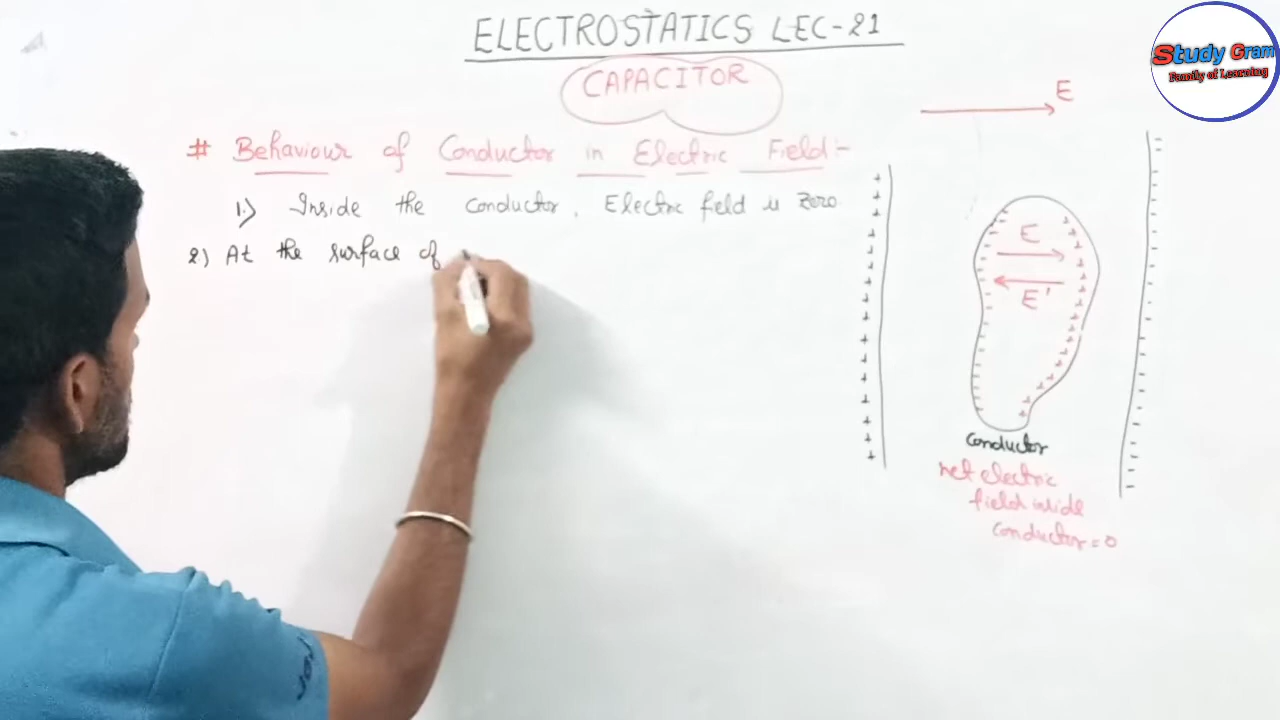 ELECTROSTATICS LEC-21
CAPACITOR
# Behaviour of Conductor in Electric Field:-
1.) Inside the conductor, Electric field is zero.
2) At the surface of
E
+ + + + + + + + + + + + + + + +
E
E'
conductor
net electric
field inside
conductor = 0
Study Gram
Family of Learning